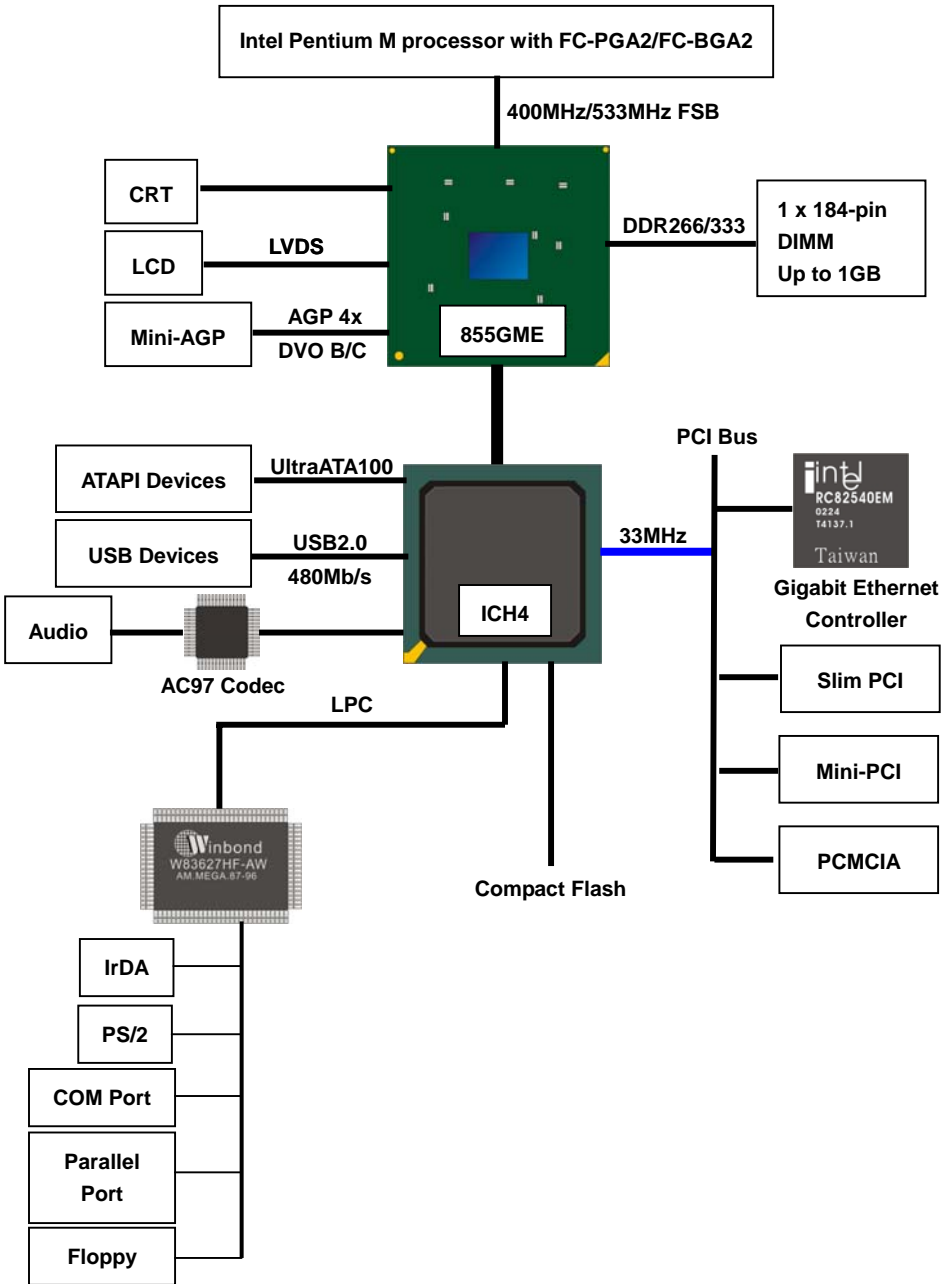 Intel Pentium M processor with FC-PGA2/FC-BGA2
400MHz/533MHz FSB
CRT
LCD
LVDS
Mini-AGP
AGP 4x
DVO B/C
855GME
DDR266/333
1 x 184-pin
DIMM
Up to 1GB
PCI Bus
ATAPI Devices
UltraATA100
USB Devices
USB2.0
480Mb/s
Audio
AC97 Codec
ICH4
33MHz
intel
RC82540EM
0224
T4137.1
Taiwan
Gigabit Ethernet
Controller
Slim PCI
Mini-PCI
PCMCIA
LPC
Compact Flash
Winbond
W83627HF-AW
AM.MEGA.87-96
IrDA
PS/2
COM Port
Parallel
Port
Floppy